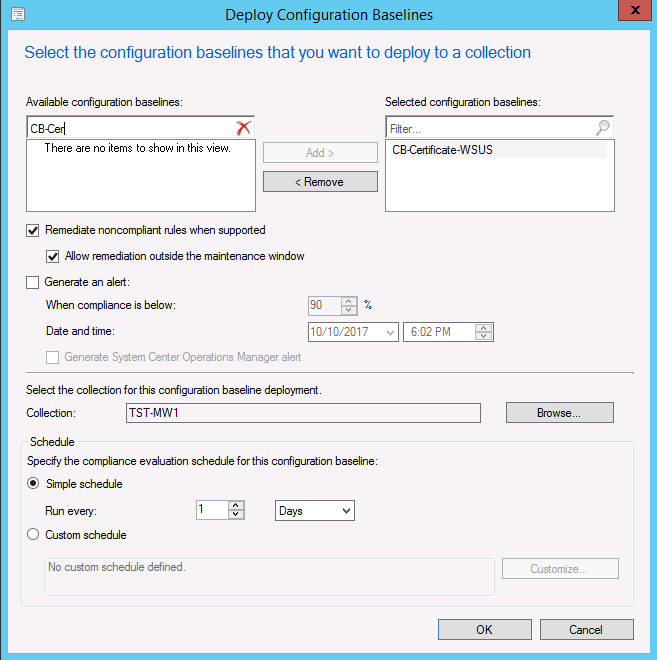 Deploy Configuration Baselines
x
Select the configuration baselines that you want to deploy to a collection
Available configuration baselines:
Selected configuration baselines:
CB-Cer
Filter...
There are no items to show in this view.
CB-Certificate-WSUS
Add >
< Remove
Remediate noncompliant rules when supported
Allow remediation outside the maintenance window
Generate an alert:
When compliance is below:
90
%
Date and time:
10/10/2017
6:02 PM
Generate System Center Operations Manager alert
Select the collection for this configuration baseline deployment.
Collection:
TST-MW1
Browse...
Schedule
Specify the compliance evaluation schedule for this configuration baseline:
Simple schedule
Run every:
1
Days
Custom schedule
No custom schedule defined.
Customize...
OK
Cancel